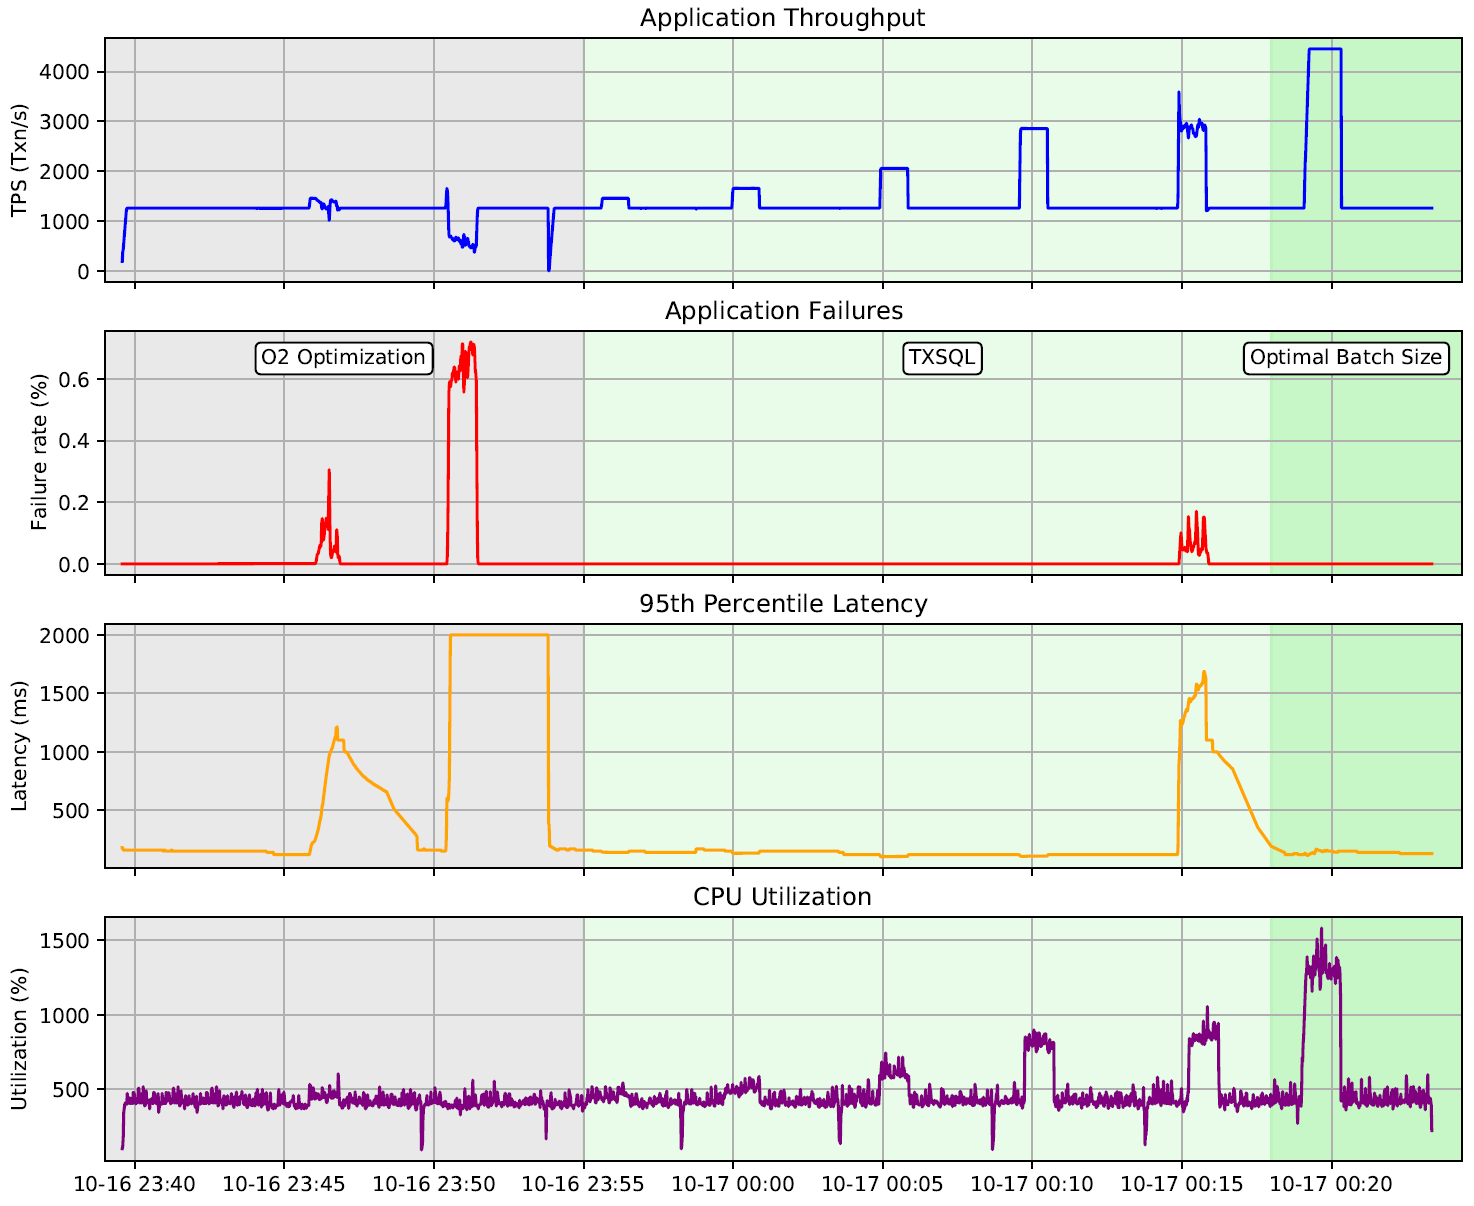 Application Throughput
TPS (Txn/s)
4000
3000
2000
1000
0
Application Failures
Failure rate (%)
0.6
0.4
0.2
0.0
O2 Optimization
TXSQL
Optimal Batch Size
95th Percentile Latency
Latency (ms)
2000
1500
1000
500
CPU Utilization
Utilization (%)
1500
1000
500
10-16 23:40
10-16 23:45
10-16 23:50
10-16 23:55
10-17 00:00
10-17 00:05
10-17 00:10
10-17 00:15
10-17 00:20